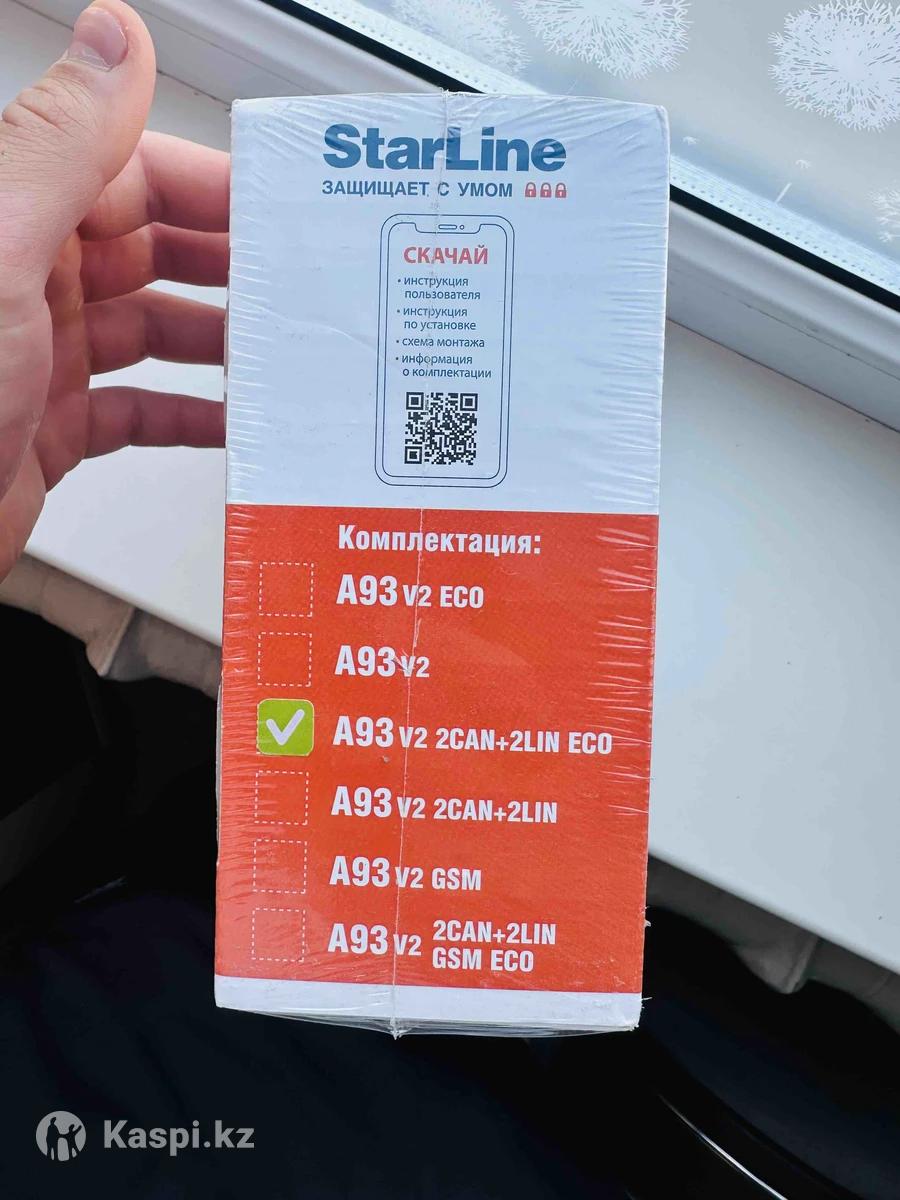 StarLine
ЗАЩИЩАЕТ С УМОМ
СКАЧАЙ
• инструкция
пользователя
• инструкция
по установке
• схема монтажа
• информация
о комплектации
Комплектация:
A93 V2 ECO
A93 V2
A93 V2 2CAN+2LIN ECO
A93 V2 2CAN+2LIN
A93 V2 GSM
A93 V2 2CAN+2LIN
GSM ECO
Kaspi.kz